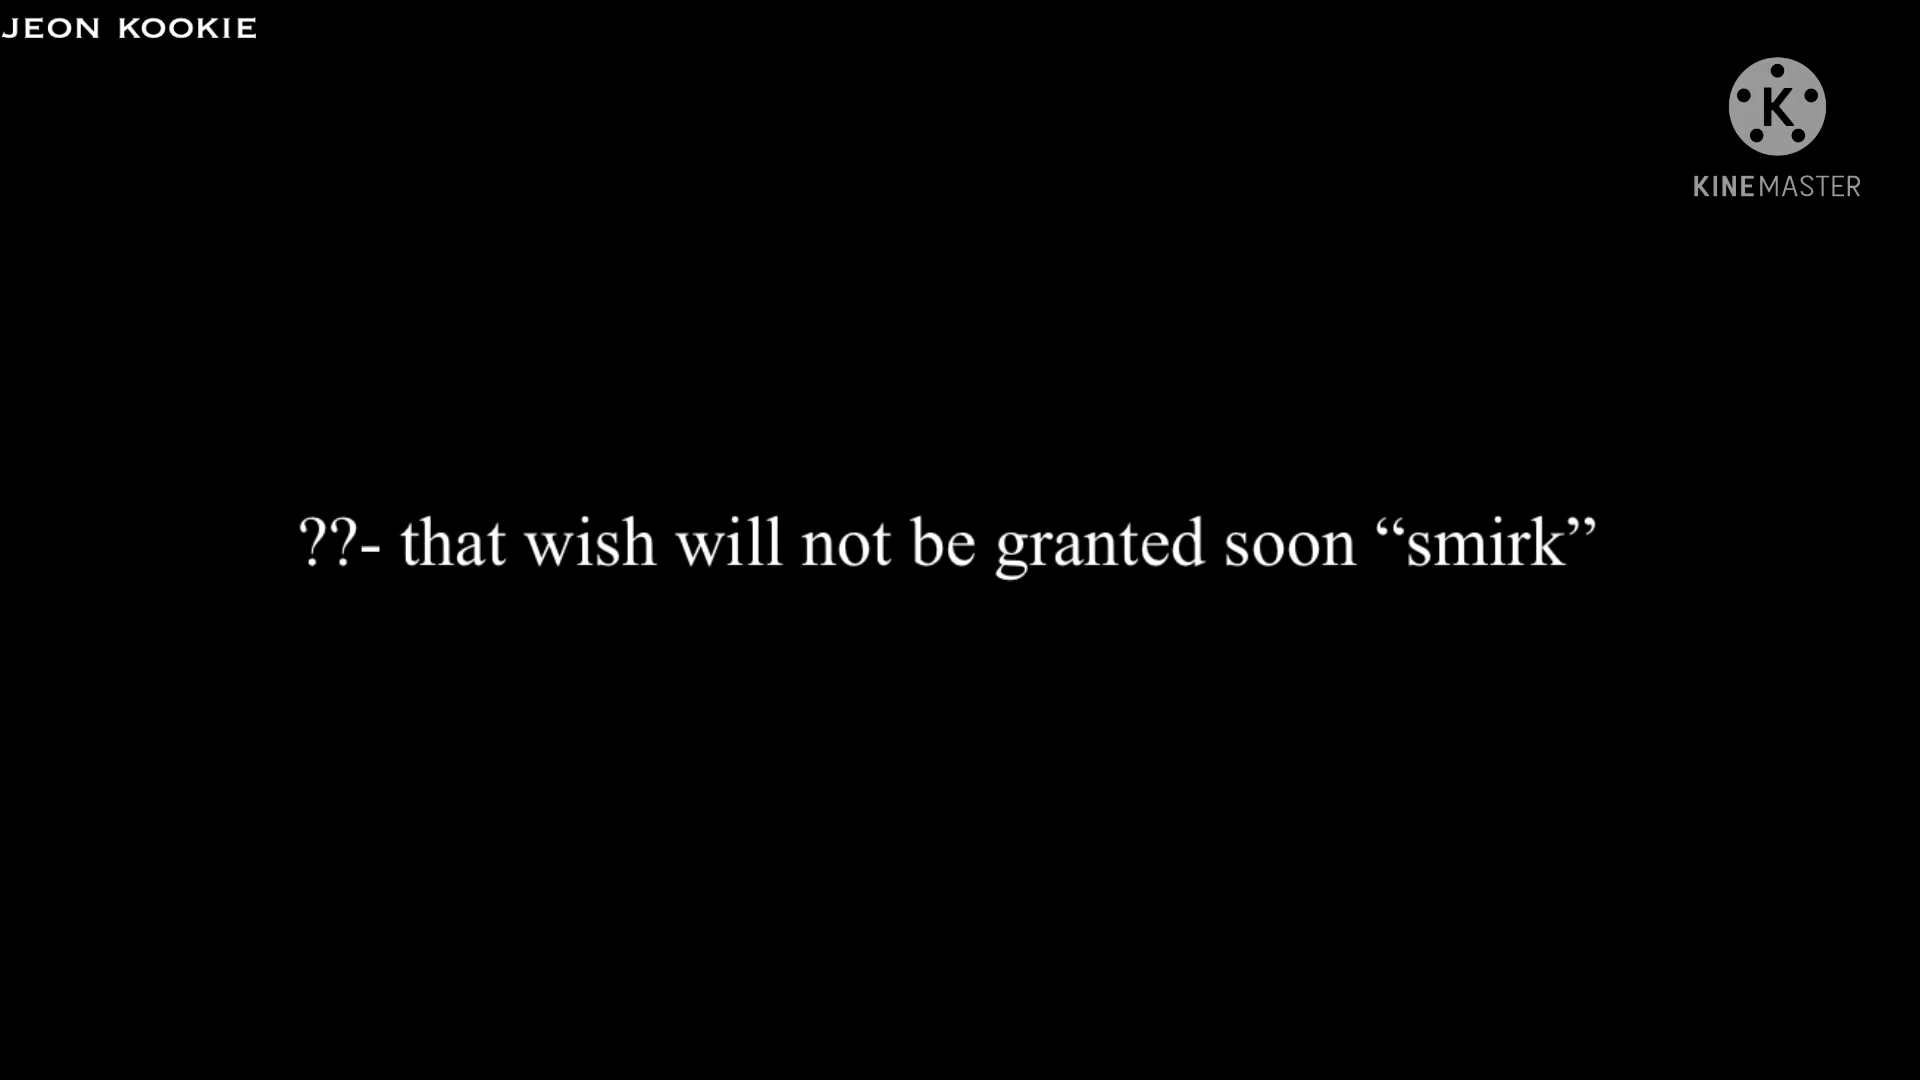 JEON KOOKIE
K
KINEMASTER
??- that wish will not be granted soon “smirk”